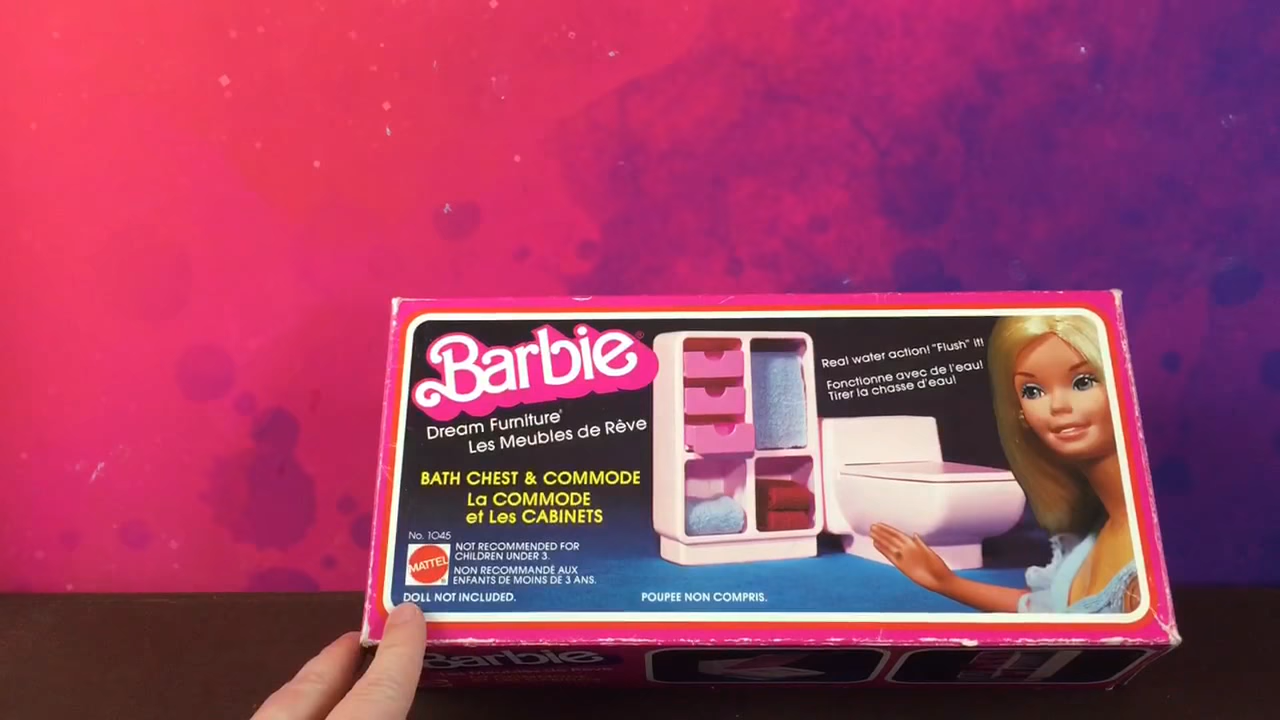 Barbie®
Dream Furniture®
Les Meubles de Rêve
BATH CHEST & COMMODE
La COMMODE
et Les CABINETS
No. 1045
MATTEL®
NOT RECOMMENDED FOR
CHILDREN UNDER 3.
NON RECOMMANDÉ AUX
ENFANTS DE MOINS DE 3 ANS.
DOLL NOT INCLUDED.
POUPEE NON COMPRIS.
Real water action! "Flush" it!
Fonctionne avec de l'eau!
Tirer la chasse d'eau!
Barbie